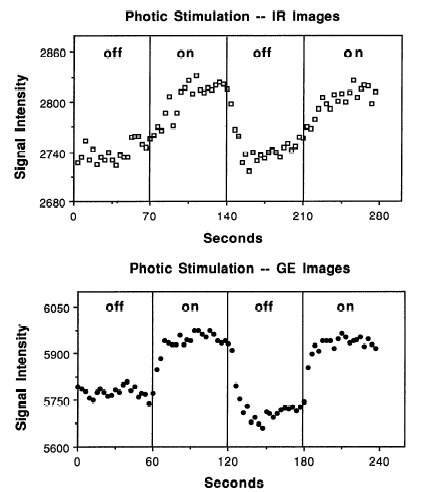 Photic Stimulation -- IR Images
Signal Intensity
2860
2800
2740
2680
off on off on
0 70 140 210 280
Seconds
Photic Stimulation -- GE Images
Signal Intensity
6050
5900
5750
5600
off on off on
0 60 120 180 240
Seconds